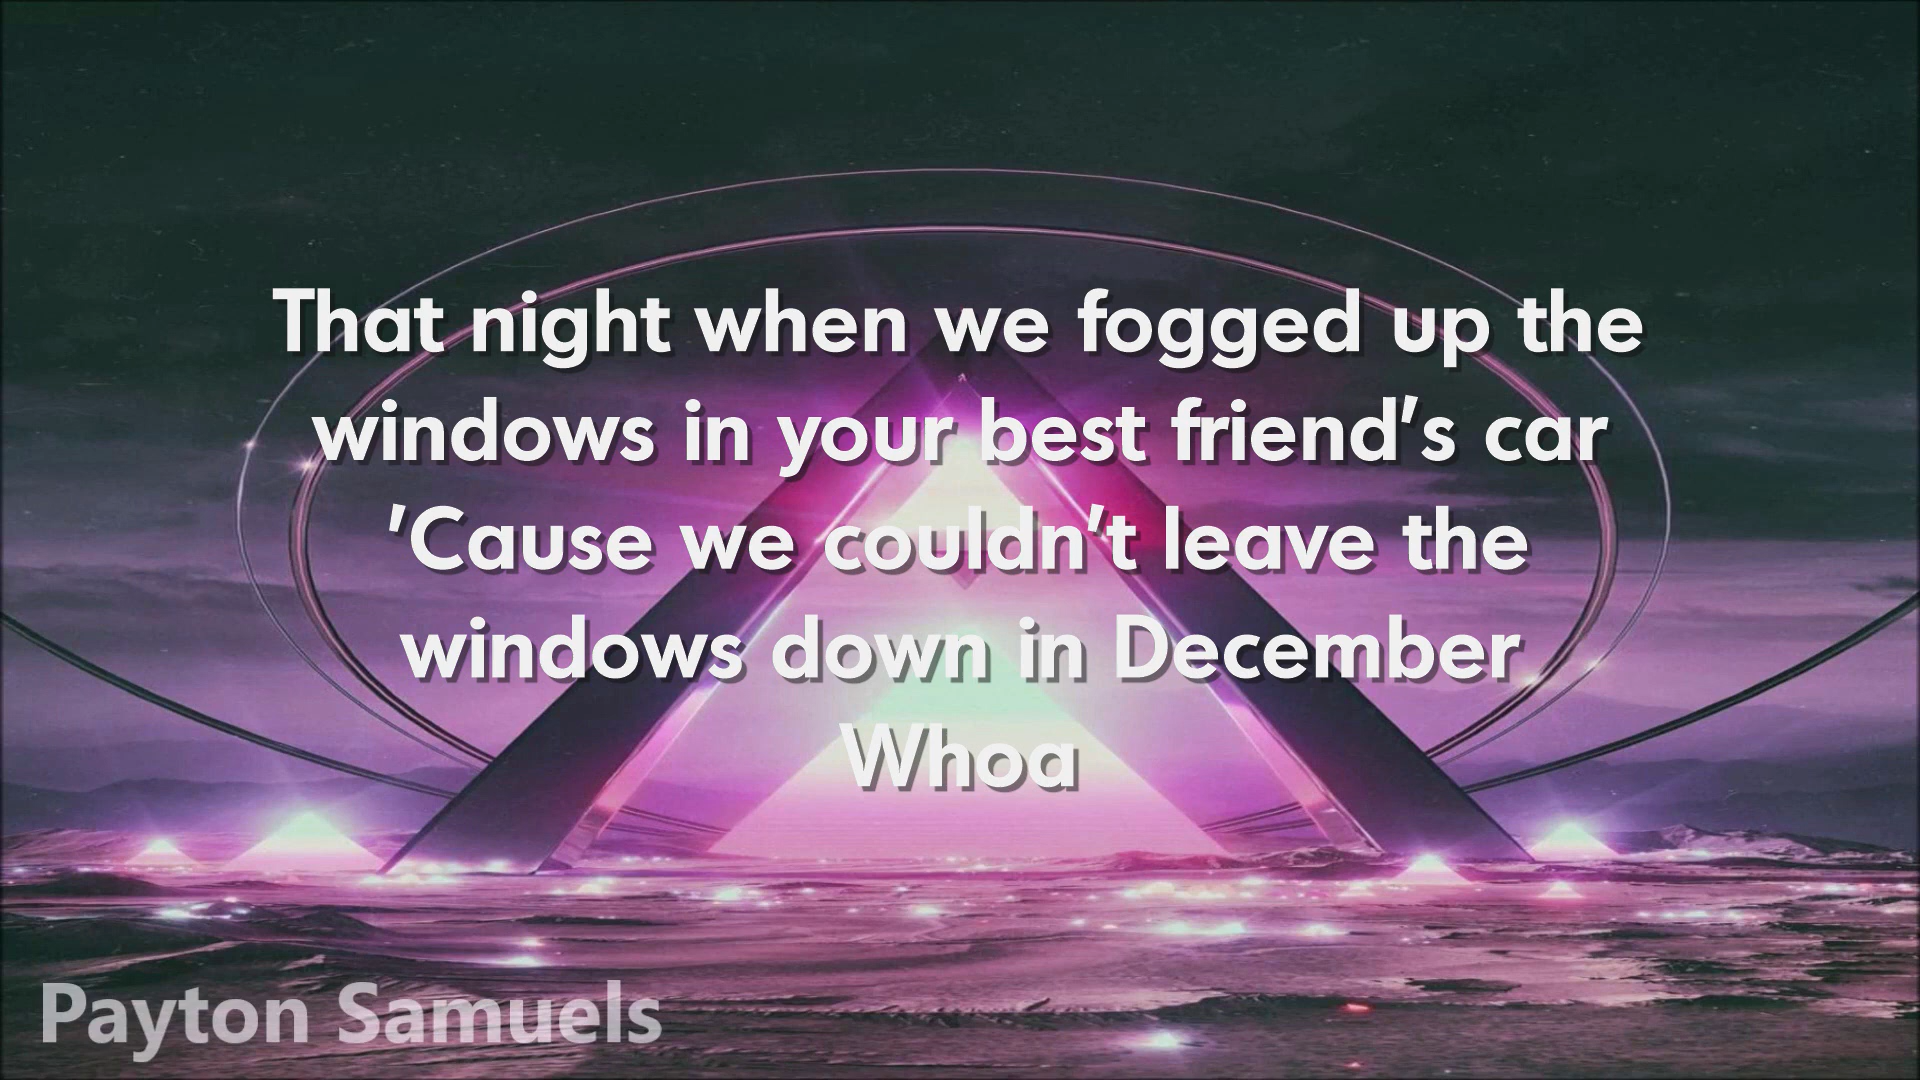 That night when we fogged up the
windows in your best friend's car
'Cause we couldn't leave the
windows down in December
Whoa
Payton Samuels